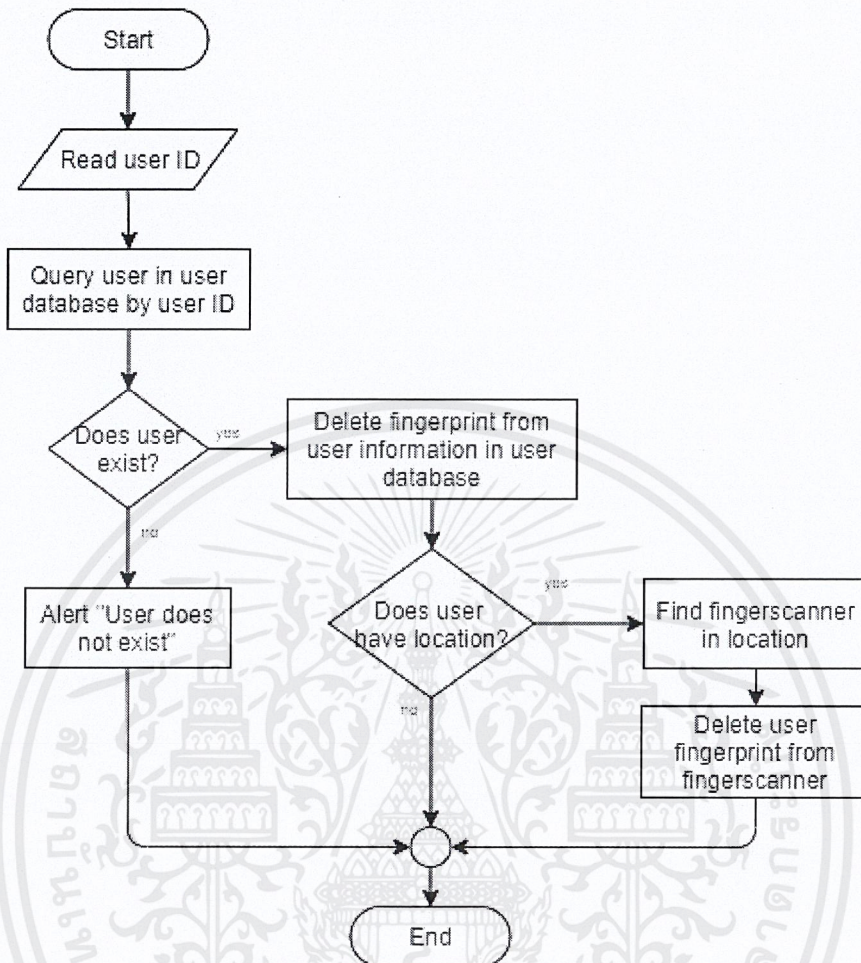 Start
Read user ID
Query user in user
database by user ID
Does user
exist?
yes
Delete fingerprint from
user information in user
database
no
Alert "User does
not exist"
Does user
have location?
yes
Find fingerscanner
in location
no
Delete user
fingerprint from
fingerscanner
End